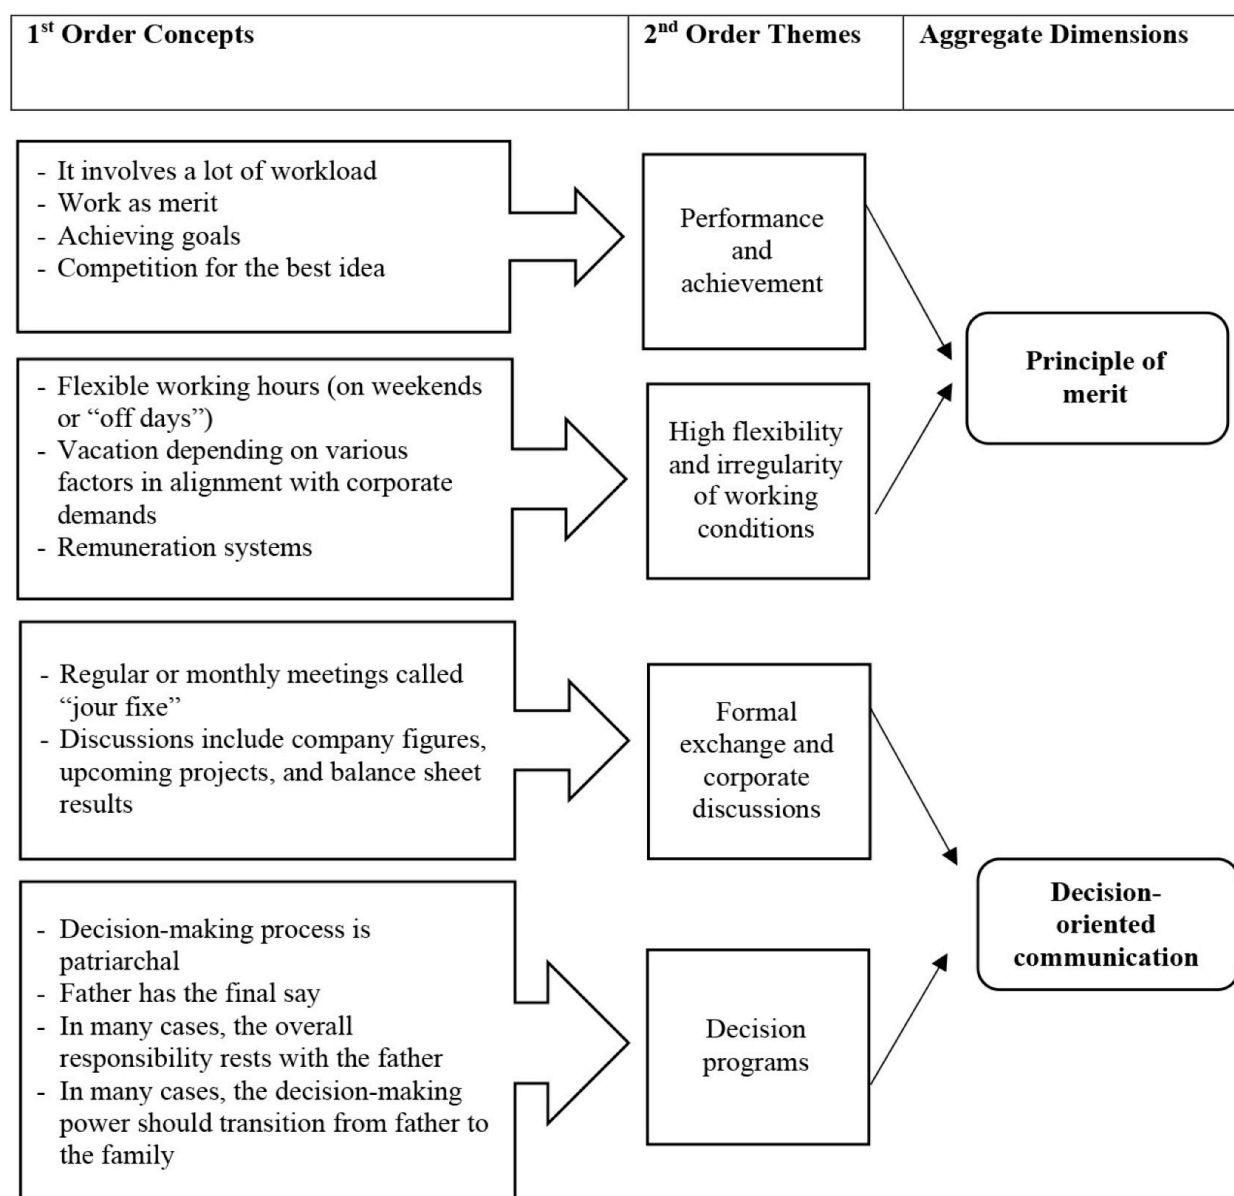 1st Order Concepts
2nd Order Themes
Aggregate Dimensions
- It involves a lot of workload
- Work as merit
- Achieving goals
- Competition for the best idea
Performance
and
achievement
- Flexible working hours (on weekends
or “off days”)
- Vacation depending on various
factors in alignment with corporate
demands
- Remuneration systems
High flexibility
and irregularity
of working
conditions
Principle of
merit
- Regular or monthly meetings called
“jour fixe”
- Discussions include company figures,
upcoming projects, and balance sheet
results
Formal
exchange and
corporate
discussions
- Decision-making process is
patriarchal
- Father has the final say
- In many cases, the overall
responsibility rests with the father
- In many cases, the decision-making
power should transition from father to
the family
Decision
programs
Decision-
oriented
communication